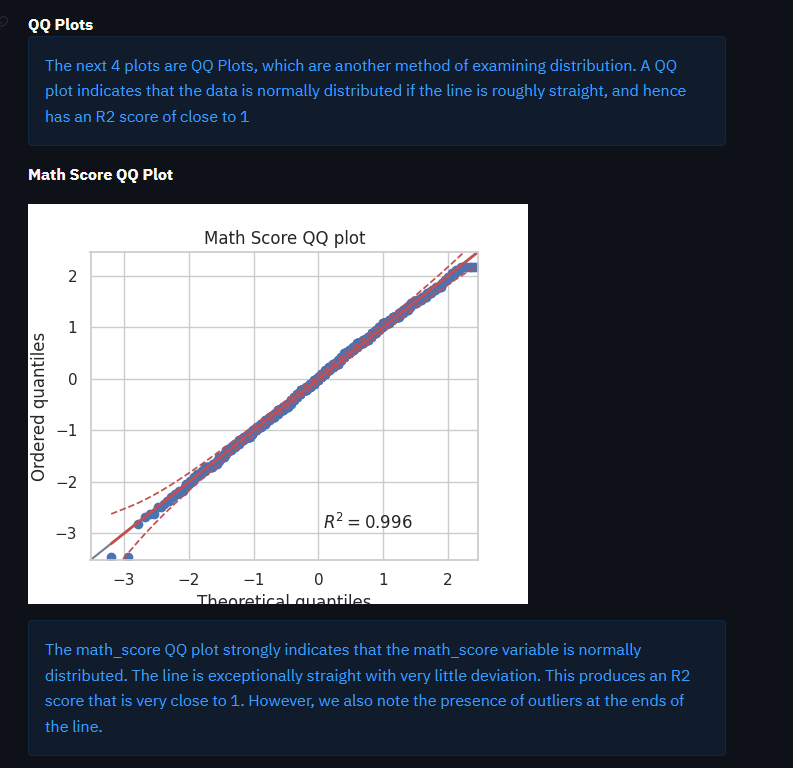 QQ Plots
The next 4 plots are QQ Plots, which are another method of examining distribution. A QQ
plot indicates that the data is normally distributed if the line is roughly straight, and hence
has an R2 score of close to 1
Math Score QQ Plot
Math Score QQ plot
Ordered quantiles
2
1
0
−1
−2
−3
R² = 0.996
−3 −2 −1 0 1 2
Theoretical quantiles
The math_score QQ plot strongly indicates that the math_score variable is normally
distributed. The line is exceptionally straight with very little deviation. This produces an R2
score that is very close to 1. However, we also note the presence of outliers at the ends of
the line.